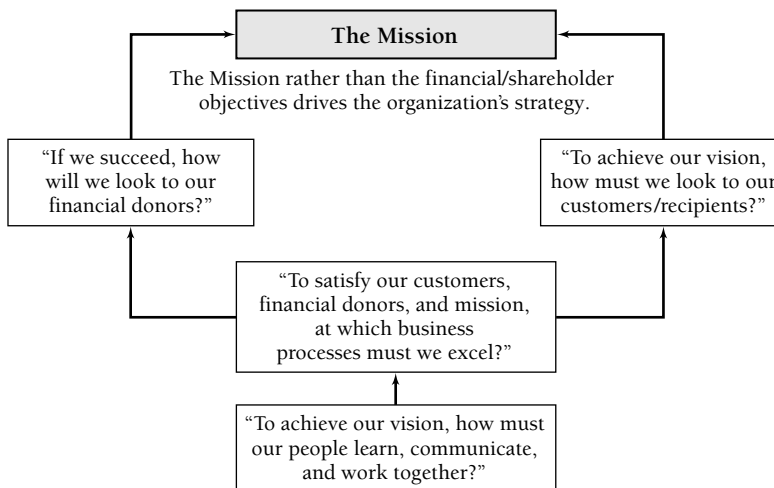 The Mission
The Mission rather than the financial/shareholder
objectives drives the organization’s strategy.
“If we succeed, how
will we look to our
financial donors?”
“To achieve our vision,
how must we look to our
customers/recipients?”
“To satisfy our customers,
financial donors, and mission,
at which business
processes must we excel?”
“To achieve our vision, how must
our people learn, communicate,
and work together?”